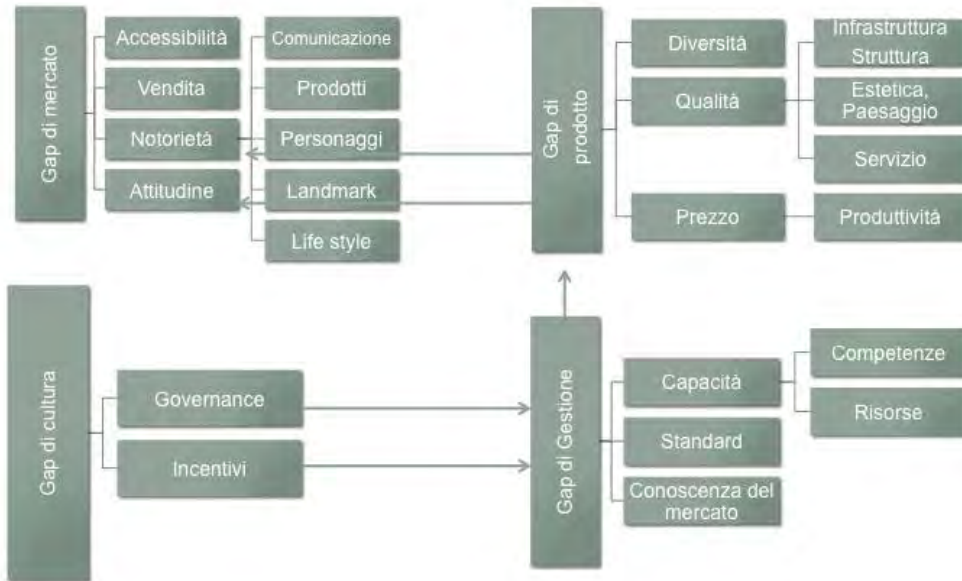 Gap di mercato
Accessibilità
Vendita
Notorietà
Attitudine
Comunicazione
Prodotti
Personaggi
Landmark
Life style
Gap di
prodotto
Diversità
Qualità
Prezzo
Infrastruttura
Struttura
Estetica,
Paesaggio
Servizio
Produttività
Gap di cultura
Governance
Incentivi
Gap di Gestione
Capacità
Standard
Conoscenza del
mercato
Competenze
Risorse